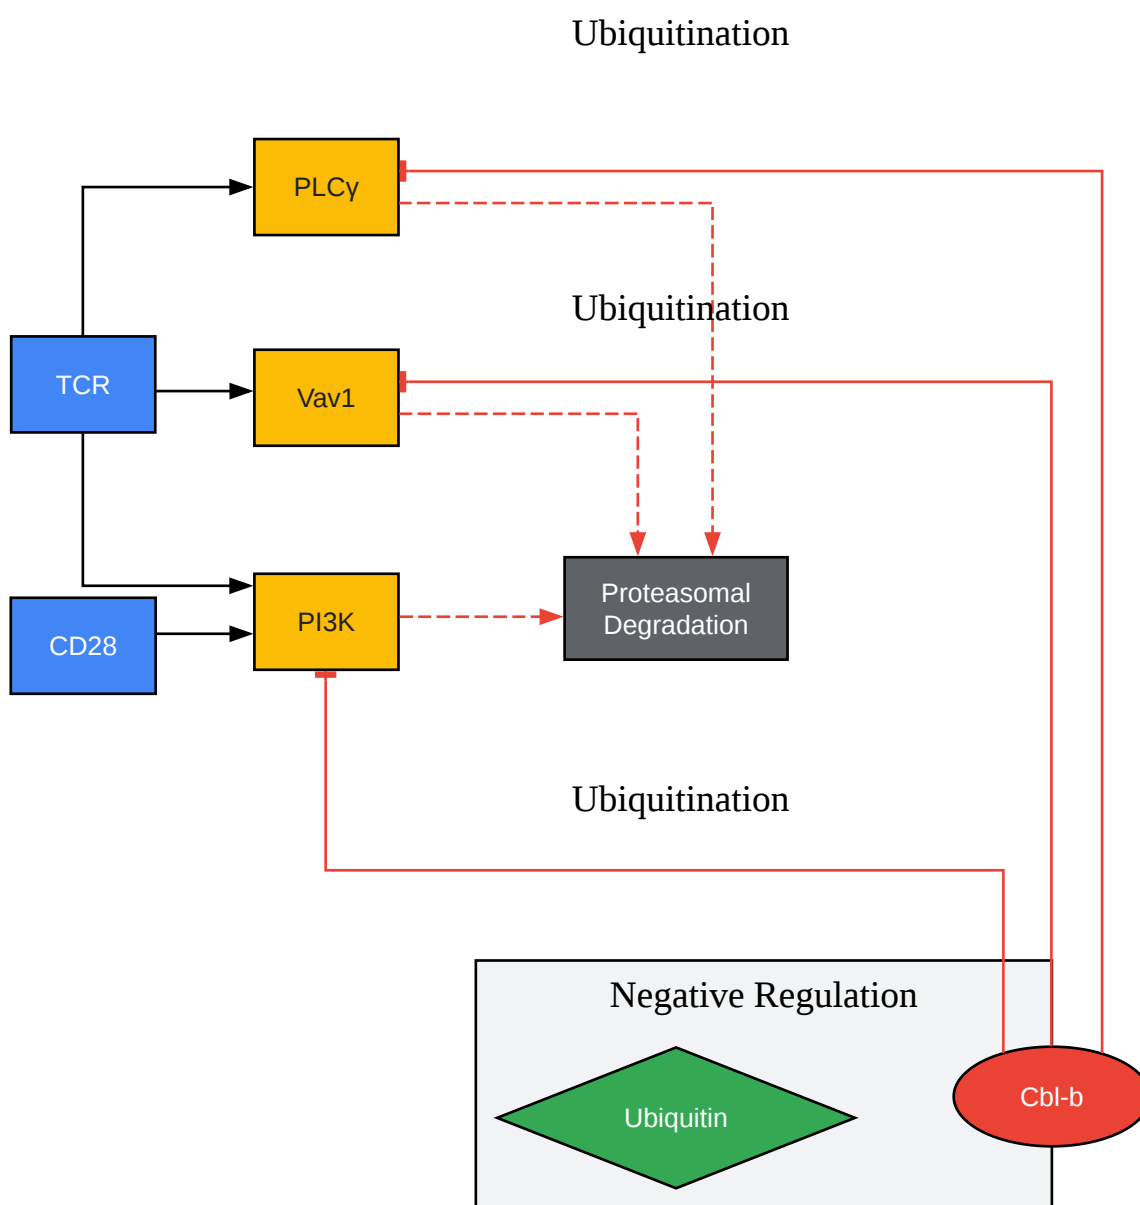 Ubiquitination
PLCγ
Ubiquitination
TCR
Vav1
Proteasomal
Degradation
PI3K
CD28
Ubiquitination
Negative Regulation
Cbl-b
Ubiquitin